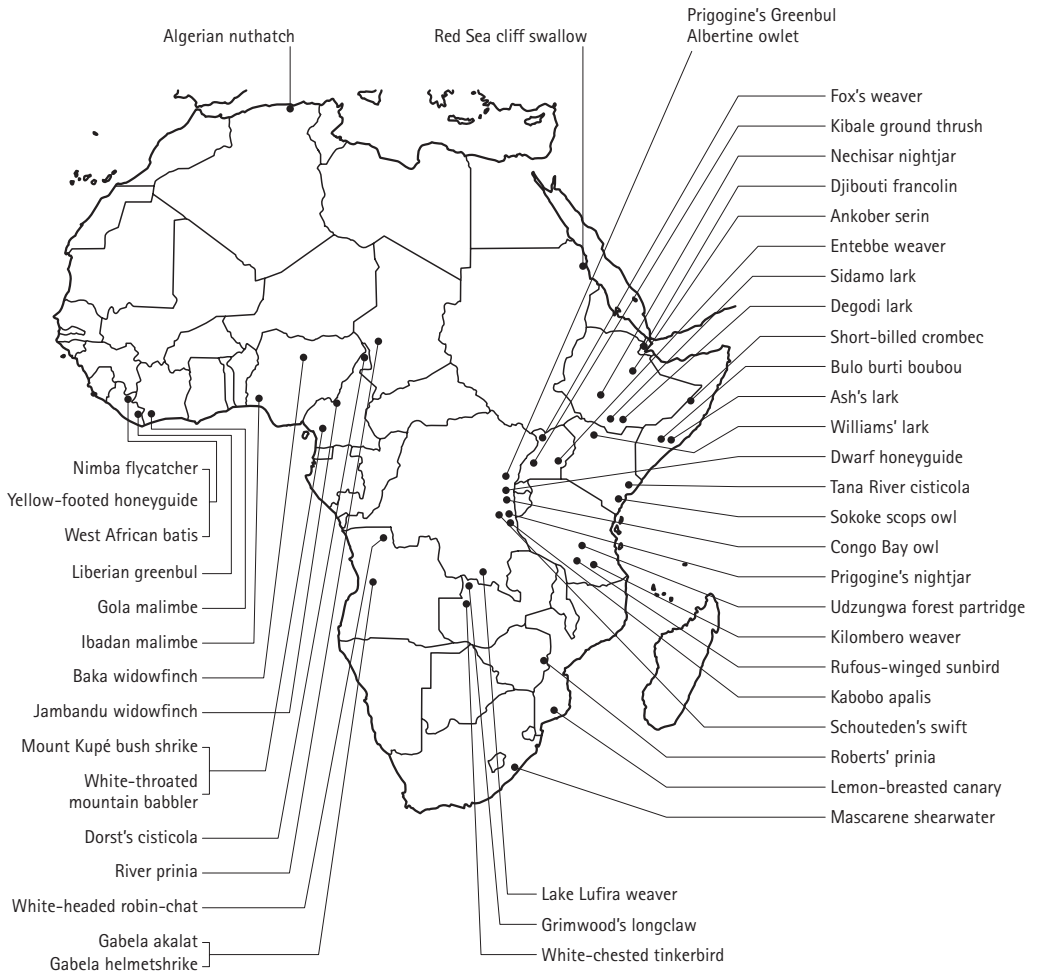 Prigogine's Greenbul
Albertine owlet
Algerian nuthatch
Red Sea cliff swallow
Fox's weaver
Kibale ground thrush
Nechisar nightjar
Djibouti francolin
Ankober serin
Entebbe weaver
Sidamo lark
Degodi lark
Short-billed crombec
Bulo burti boubou
Ash's lark
Williams' lark
Dwarf honeyguide
Tana River cisticola
Sokoke scops owl
Congo Bay owl
Prigogine's nightjar
Udzungwa forest partridge
Kilombero weaver
Rufous-winged sunbird
Kabobo apalis
Schouteden's swift
Roberts' prinia
Lemon-breasted canary
Mascarene shearwater
Nimba flycatcher
Yellow-footed honeyguide
West African batis
Liberian greenbul
Gola malimbe
Ibadan malimbe
Baka widowfinch
Jambandu widowfinch
Mount Kupé bush shrike
White-throated
mountain babbler
Dorst's cisticola
River prinia
White-headed robin-chat
Gabela akalat
Gabela helmetshrike
Lake Lufira weaver
Grimwood's longclaw
White-chested tinkerbird